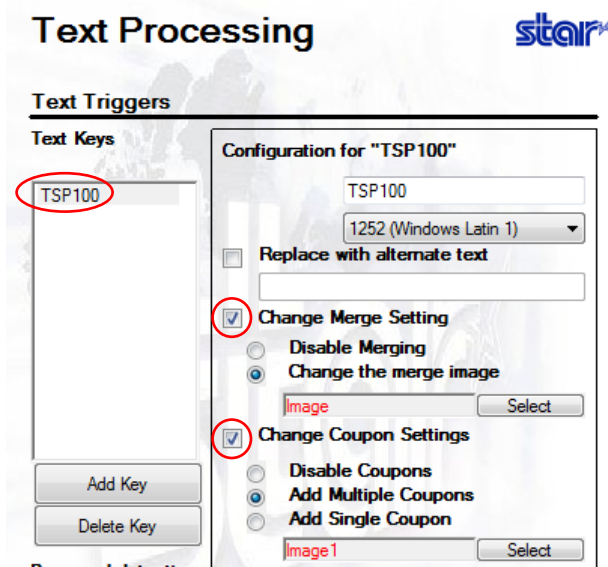 Text Processing
star
Text Triggers
Text Keys
Configuration for "TSP100"
TSP100
TSP100
1252 (Windows Latin 1)
Replace with alternate text
Change Merge Setting
Disable Merging
Change the merge image
Image
Select
Change Coupon Settings
Disable Coupons
Add Multiple Coupons
Add Single Coupon
Image1
Select
Add Key
Delete Key